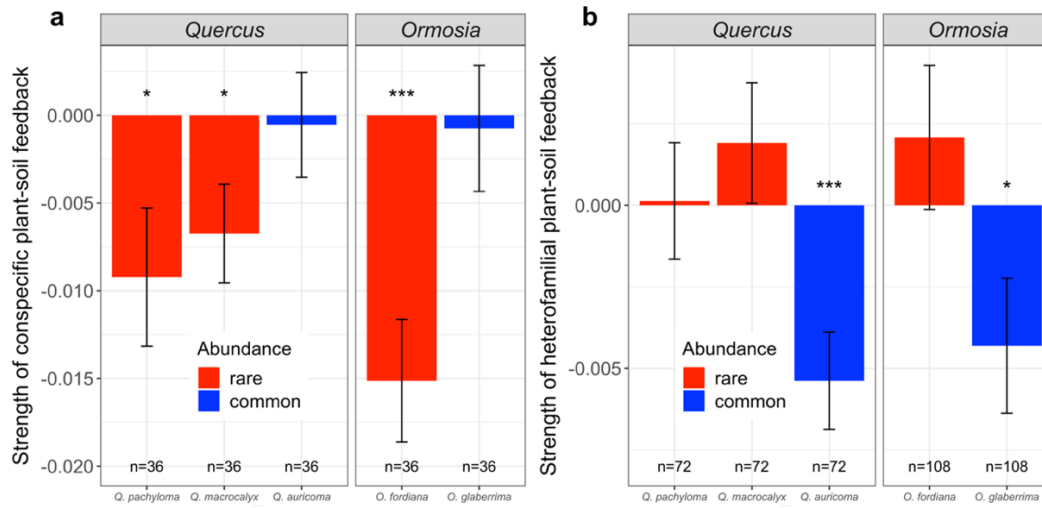 a
Quercus
Ormosia
Strength of conspecific plant-soil feedback
0.000
-0.005
-0.010
-0.015
-0.020
*
*
***
Abundance
rare
common
n=36
n=36
n=36
n=36
n=36
Q. pachyloma
Q. macrocalyx
Q. auricoma
O. fordiana
O. glaberrima
b
Quercus
Ormosia
Strength of heterofamilial plant-soil feedback
0.000
-0.005
***
*
Abundance
rare
common
n=72
n=72
n=72
n=108
n=108
Q. pachyloma
Q. macrocalyx
Q. auricoma
O. fordiana
O. glaberrima